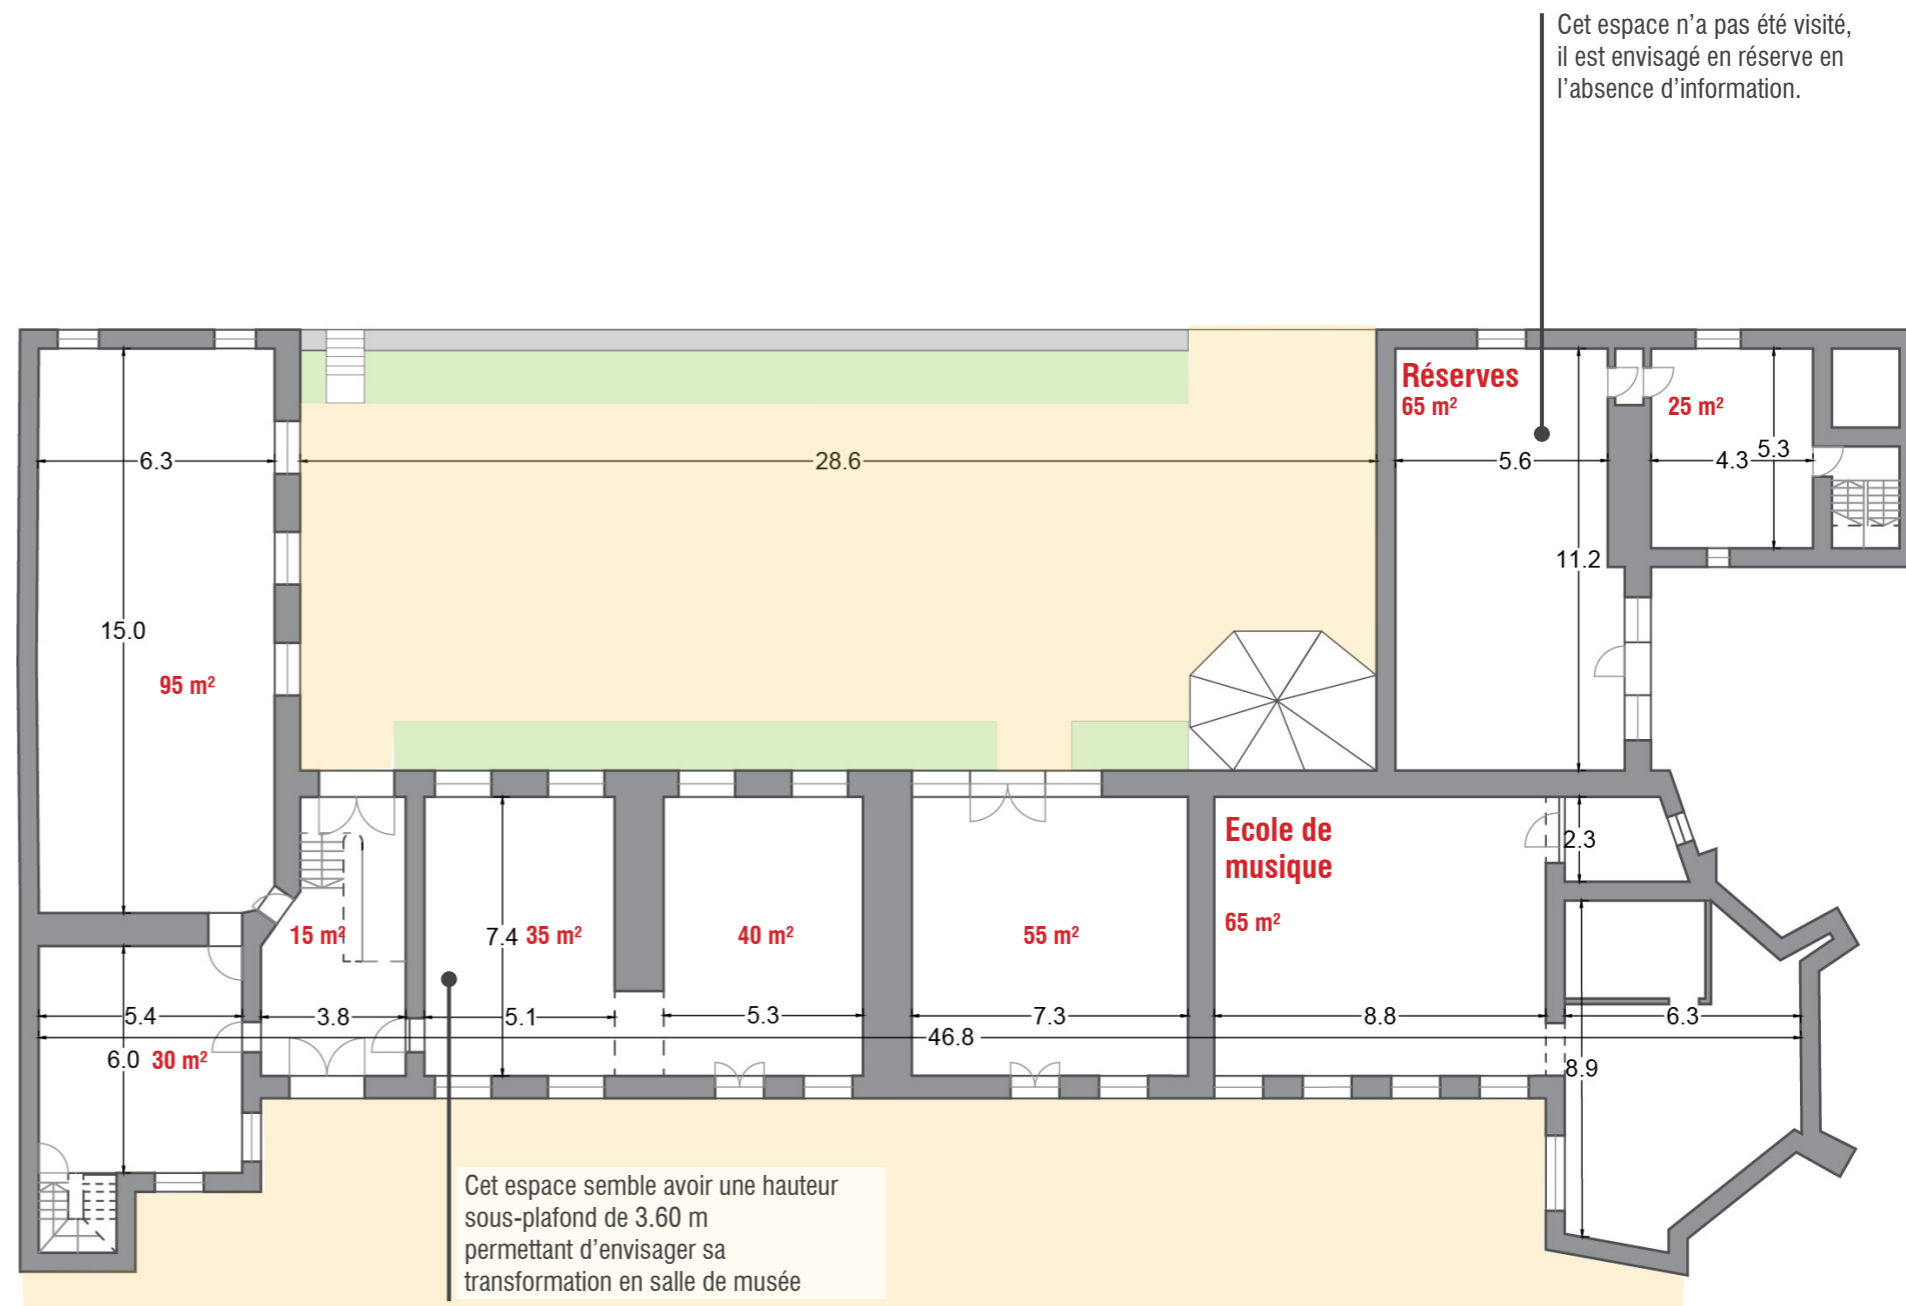 Cet espace n’a pas été visité,
il est envisagé en réserve en
l’absence d’information.
Réserves
65 m²
25 m²
6.3
28.6
5.6
4.3
5.3
11.2
15.0
95 m²
Ecole de
musique
65 m²
2.3
15 m²
7.4
35 m²
40 m²
55 m²
5.4
3.8
5.1
5.3
7.3
8.8
6.3
46.8
6.0
30 m²
8.9
Cet espace semble avoir une hauteur
sous-plafond de 3.60 m
permettant d’envisager sa
transformation en salle de musée